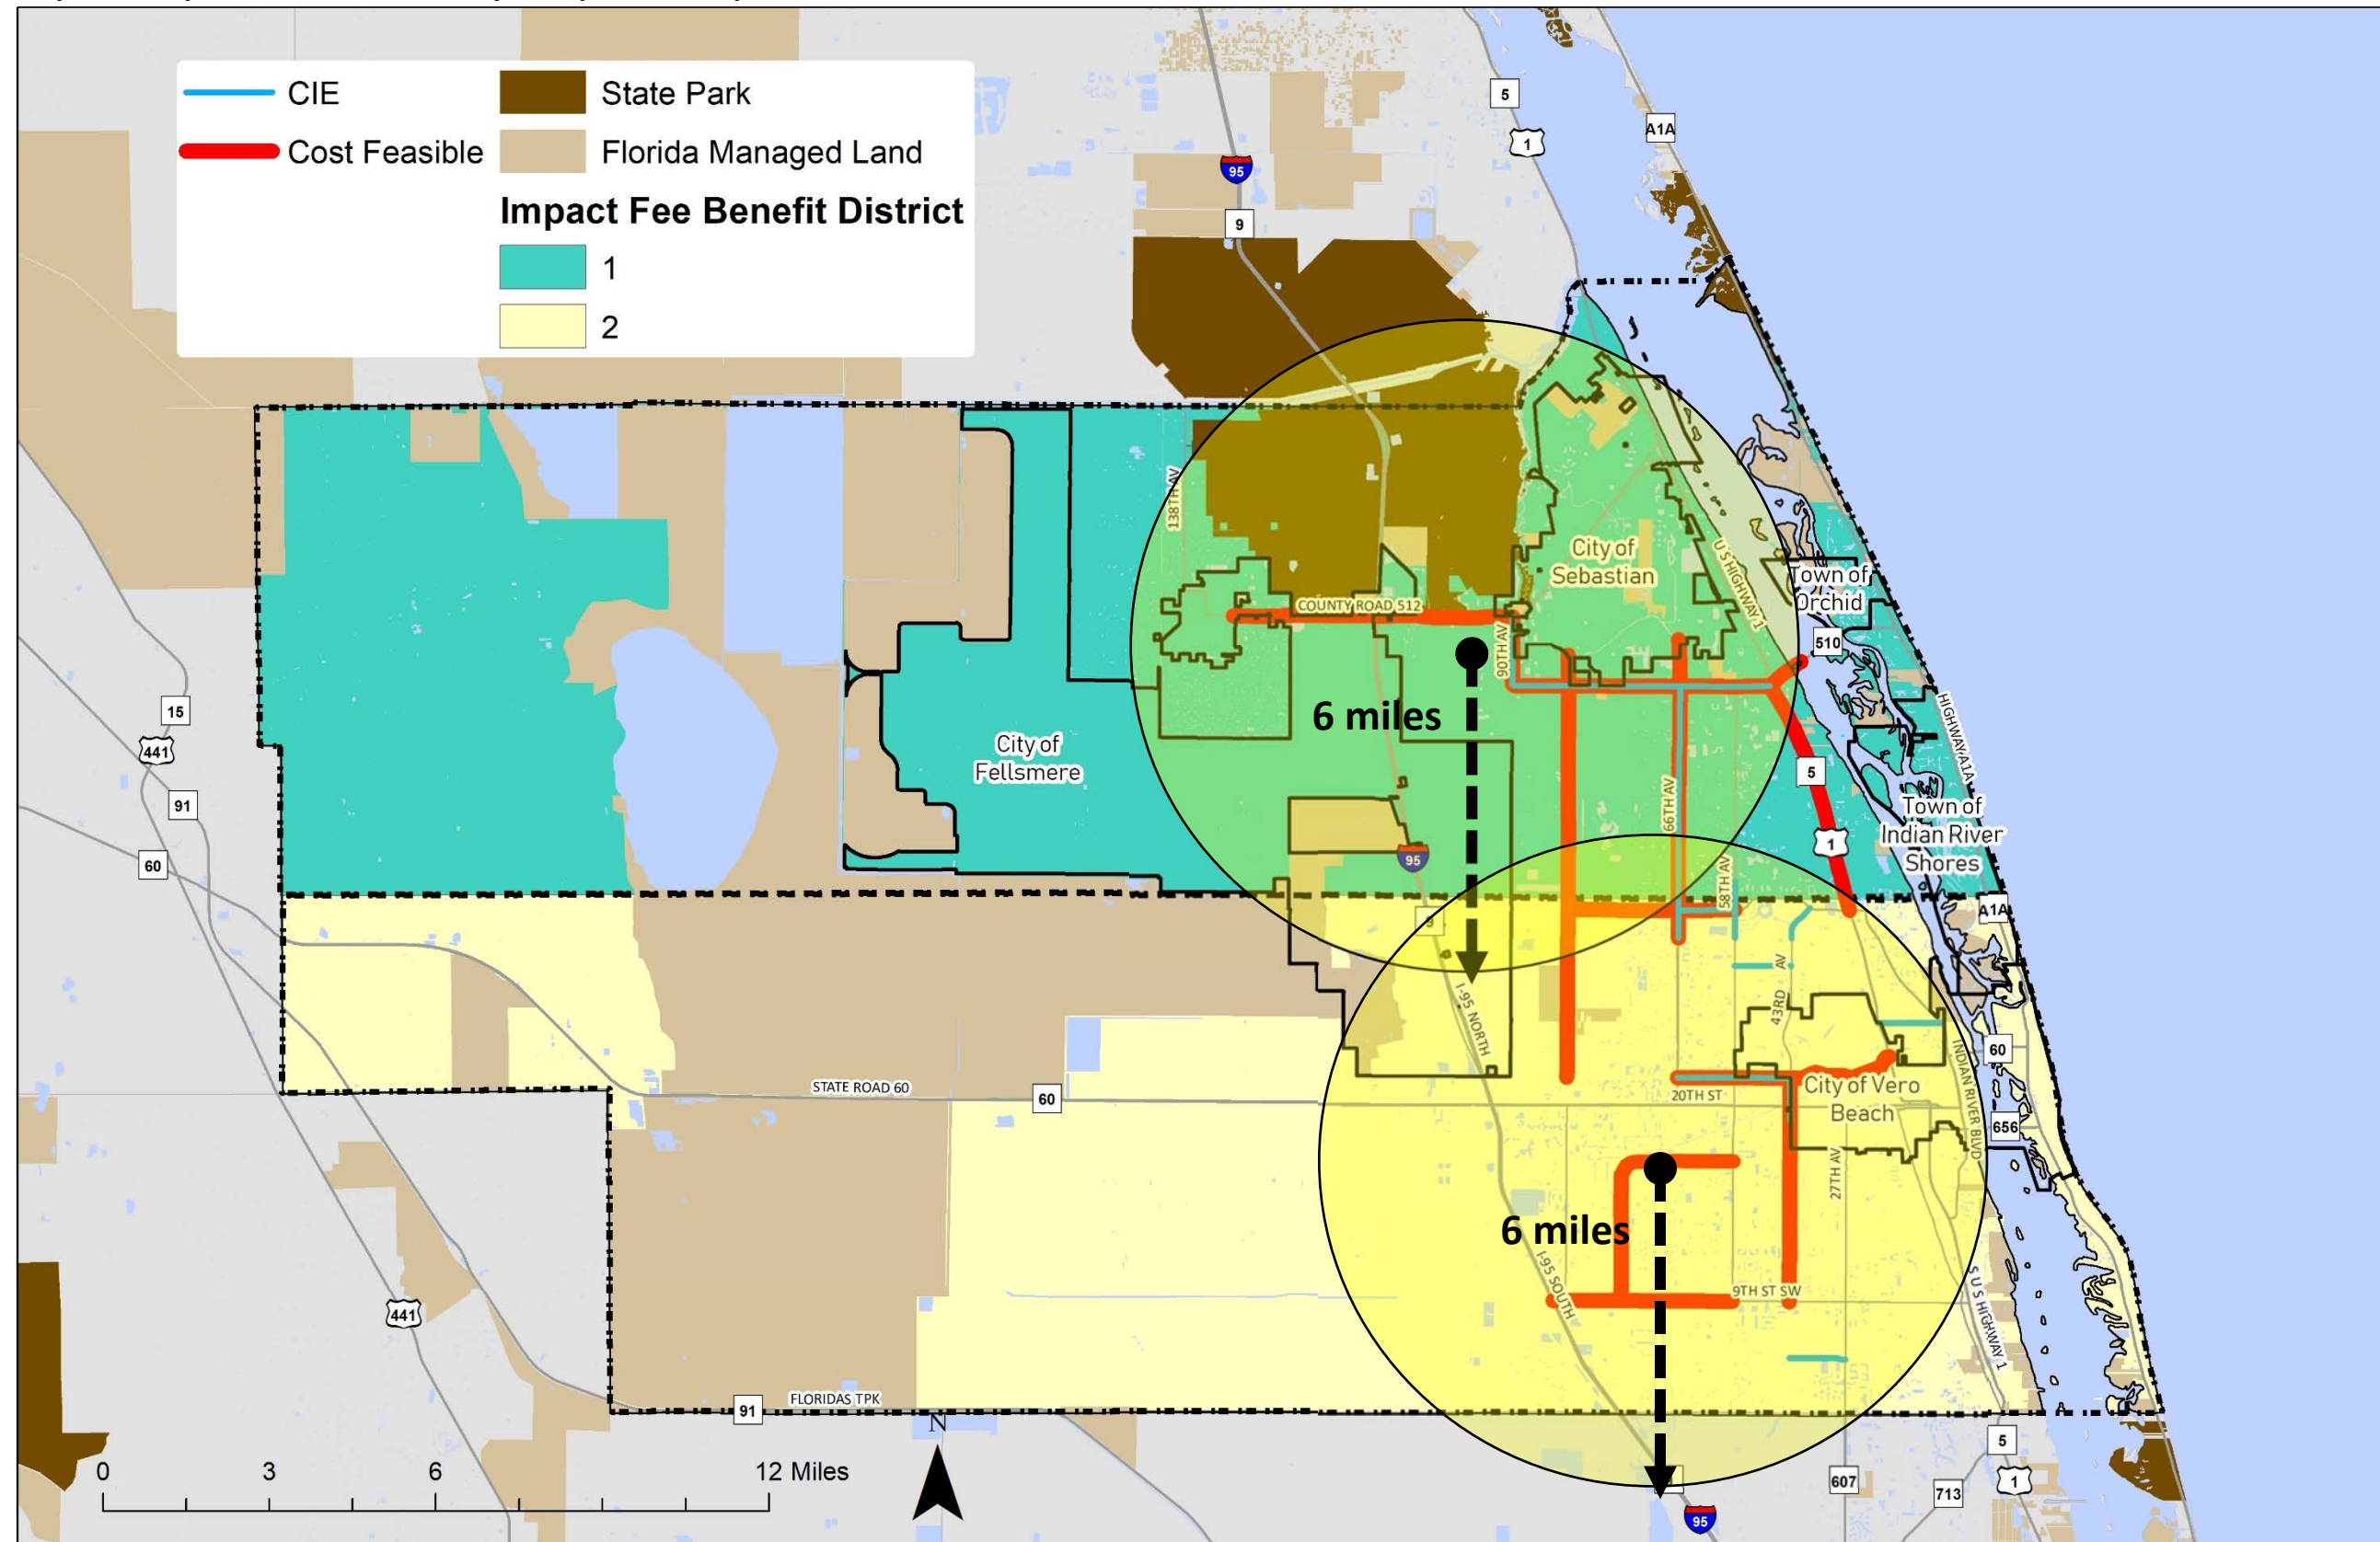 CIE
Cost Feasible
State Park
Florida Managed Land
Impact Fee Benefit District
1
2
5
1
A1A
95
9
138TH AV
COUNTY ROAD 512
90TH AV
City of
Sebastian
U S HIGHWAY 1
Town of
Orchid
510
HIGHWAY A1A
6 miles
City of
Fellsmere
15
441
91
60
66TH AV
5
1
Town of
Indian River
Shores
95
58TH AV
9
A1A
I-95 NORTH
43RD AV
60
INDIAN RIVER BLVD
STATE ROAD 60
60
20TH ST
City of Vero
Beach
656
27TH AV
6 miles
I-95 SOUTH
9TH ST SW
S U S HIGHWAY 1
441
FLORIDAS TPK
91
N
0 3 6 12 Miles
5
607
713
1
95